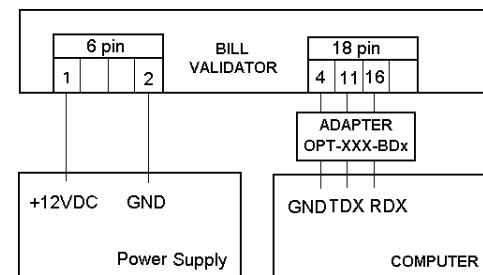 BILL
VALIDATOR
6 pin
1 2
18 pin
4 11 16
ADAPTER
OPT-XXX-BDx
+12VDC GND
Power Supply
GND TDX RDX
COMPUTER